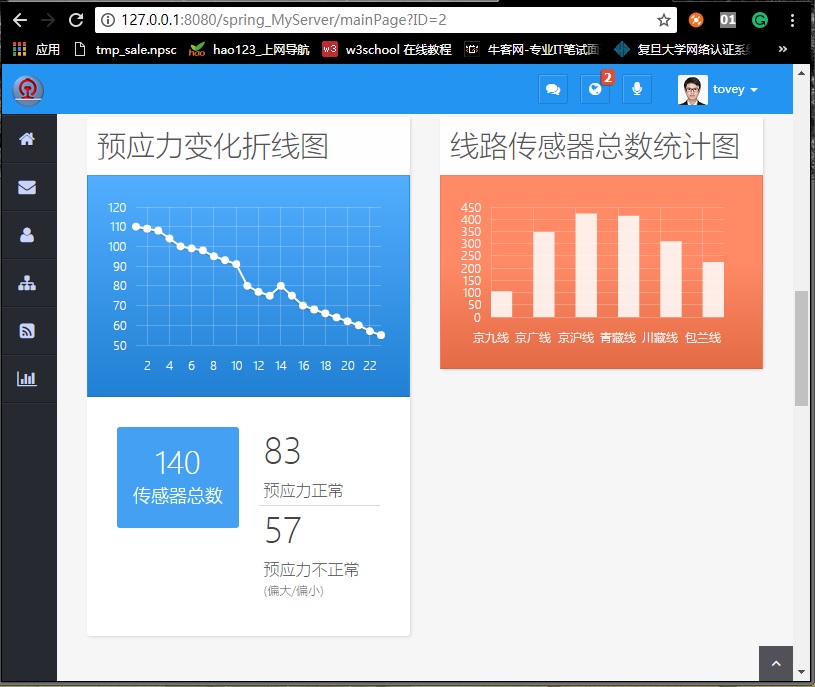 127.0.0.1:8080/spring_MyServer/mainPage?ID=2
01
应用 tmp_sale.npsc hao123_上网导航 w3school 在线教程 牛客网-专业IT笔试面 复旦大学网络认证系 »
2 tovey
预应力变化折线图
120
110
100
90
80
70
60
50
2 4 6 8 10 12 14 16 18 20 22
140
传感器总数
83
预应力正常
57
预应力不正常
(偏大/偏小)
线路传感器总数统计图
450
400
350
300
250
200
150
100
50
0
京九线 京广线 京沪线 青藏线 川藏线 包兰线